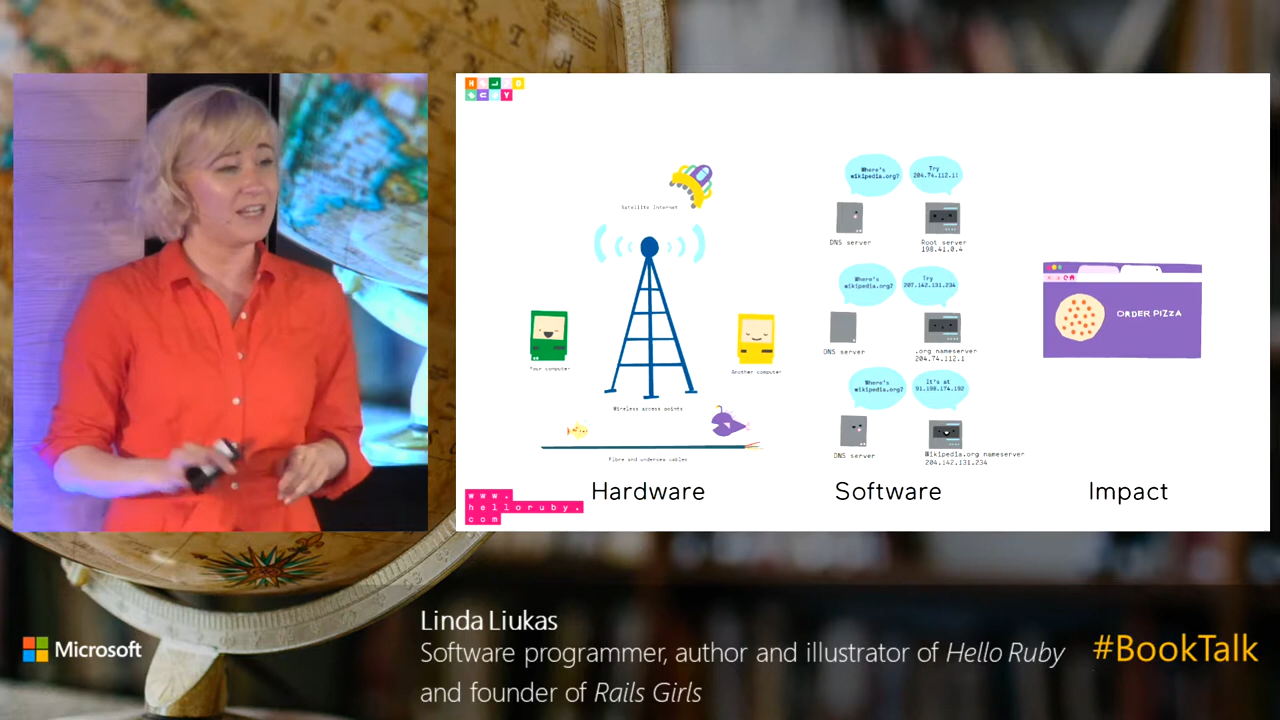 HELLO
RUBY
Satellite Internet
Your computer
Another computer
Wireless access points
Fibre and undersea cables
Hardware
www.
helloruby.
com
Where's
wikipedia.org?
Try
204.74.112.1!
DNS server
Root server
198.41.0.4
Where's
wikipedia.org?
Try
207.142.131.234
DNS server
.org nameserver
204.74.112.1
Where's
wikipedia.org?
It's at
91.198.174.192
DNS server
Wikipedia.org nameserver
204.142.131.234
Software
ORDER PIZZA
Impact
Microsoft
Linda Liukas
Software programmer, author and illustrator of Hello Ruby
and founder of Rails Girls
#BookTalk